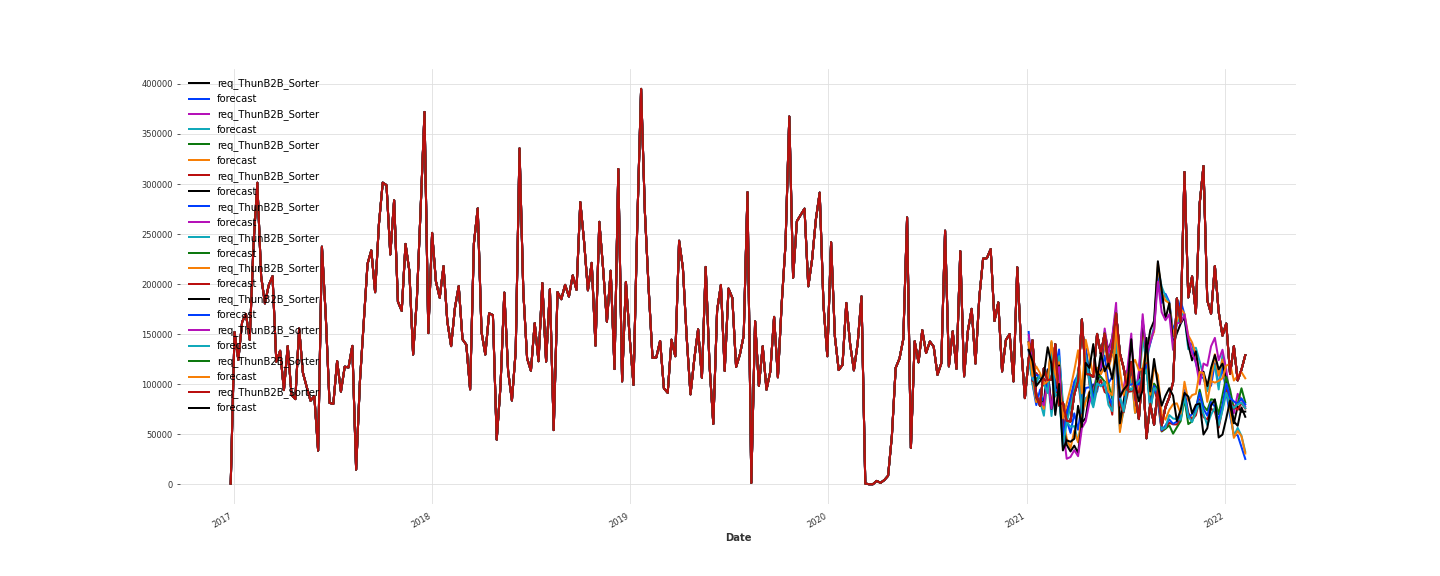 400000
350000
300000
250000
200000
150000
100000
50000
0
req_ThunB2B_Sorter
forecast
req_ThunB2B_Sorter
forecast
req_ThunB2B_Sorter
forecast
req_ThunB2B_Sorter
forecast
req_ThunB2B_Sorter
forecast
req_ThunB2B_Sorter
forecast
req_ThunB2B_Sorter
forecast
req_ThunB2B_Sorter
forecast
req_ThunB2B_Sorter
forecast
req_ThunB2B_Sorter
forecast
req_ThunB2B_Sorter
forecast
2017
2018
2019
2020
2021
2022
Date